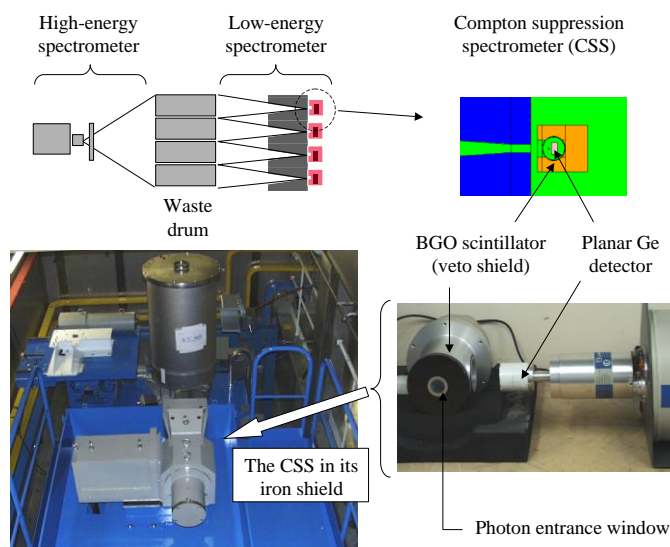 High-energy
spectrometer
Low-energy
spectrometer
Compton suppression
spectrometer (CSS)
Waste
drum
BGO scintillator
(veto shield)
Planar Ge
detector
The CSS in its
iron shield
Photon entrance window